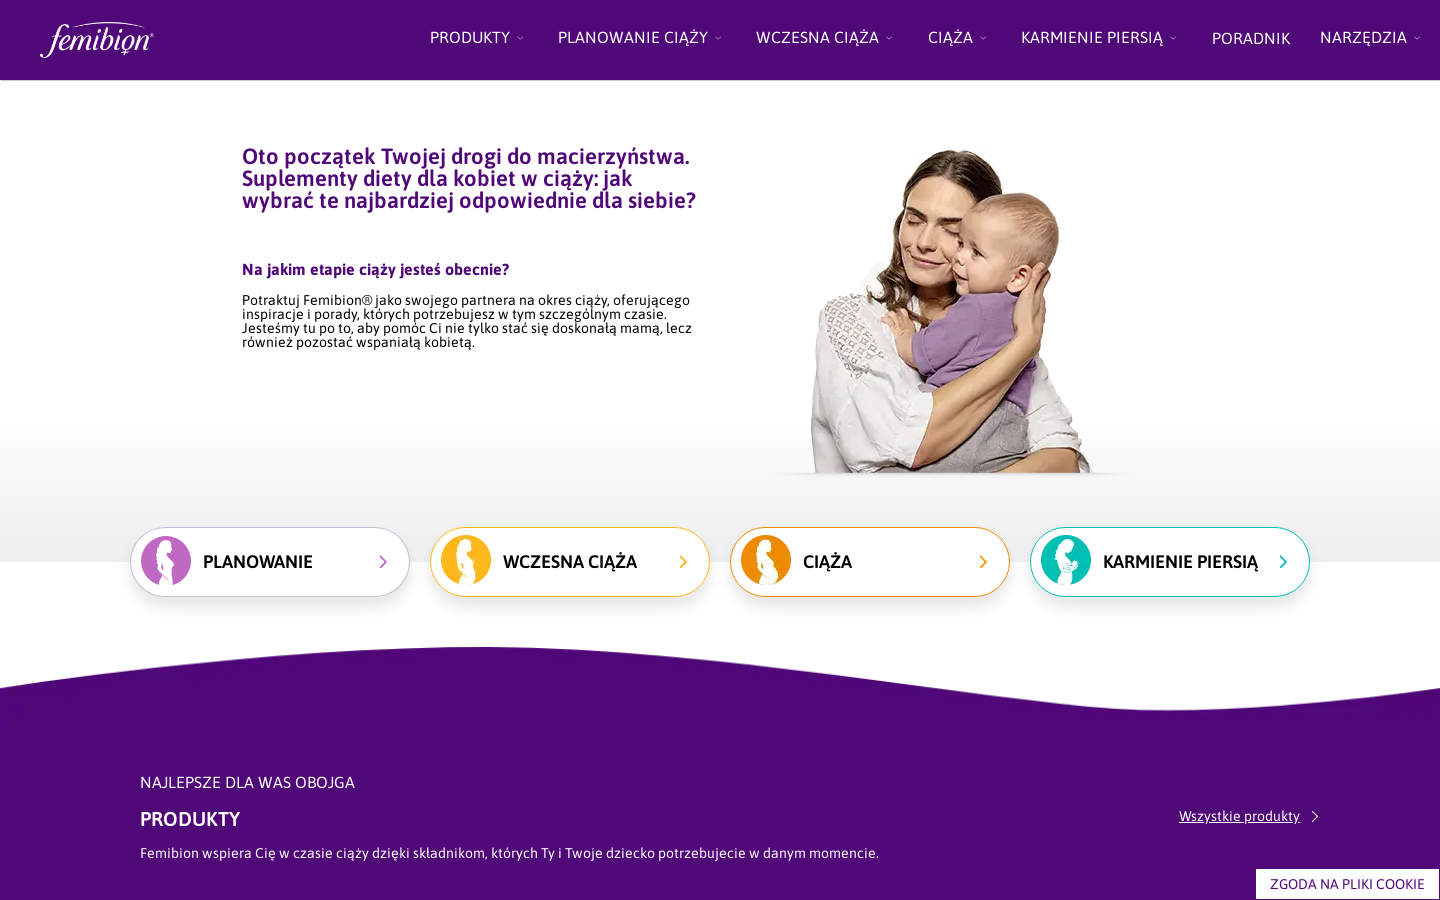 femibion®
PRODUKTY
PLANOWANIE CIĄŻY
WCZESNA CIĄŻA
CIĄŻA
KARMIENIE PIERSIĄ
PORADNIK
NARZĘDZIA
Oto początek Twojej drogi do macierzyństwa.
Suplementy diety dla kobiet w ciąży: jak
wybrać te najbardziej odpowiednie dla siebie?
Na jakim etapie ciąży jesteś obecnie?
Potraktuj Femibion® jako swojego partnera na okres ciąży, oferującego
inspiracje i porady, których potrzebujesz w tym szczególnym czasie.
Jesteśmy tu po to, aby pomóc Ci nie tylko stać się doskonałą mamą, lecz
również pozostać wspaniałą kobietą.
PLANOWANIE
WCZESNA CIĄŻA
CIĄŻA
KARMIENIE PIERSIĄ
NAJLEPSZE DLA WAS OBOJGA
PRODUKTY
Wszystkie produkty
Femibion wspiera Cię w czasie ciąży dzięki składnikom, których Ty i Twoje dziecko potrzebujecie w danym momencie.
ZGODA NA PLIKI COOKIE